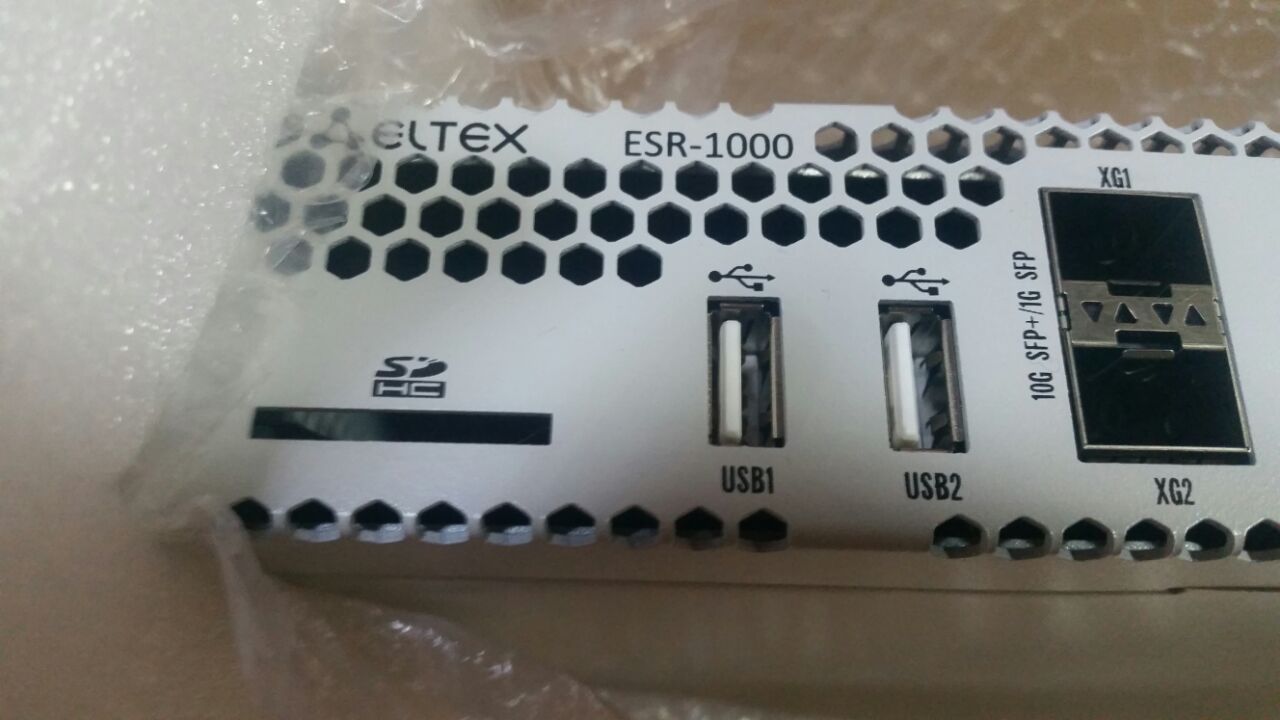 ELTEX
ESR-1000
XG1
10G SFP+/1G SFP
SD
HC
USB1
USB2
XG2